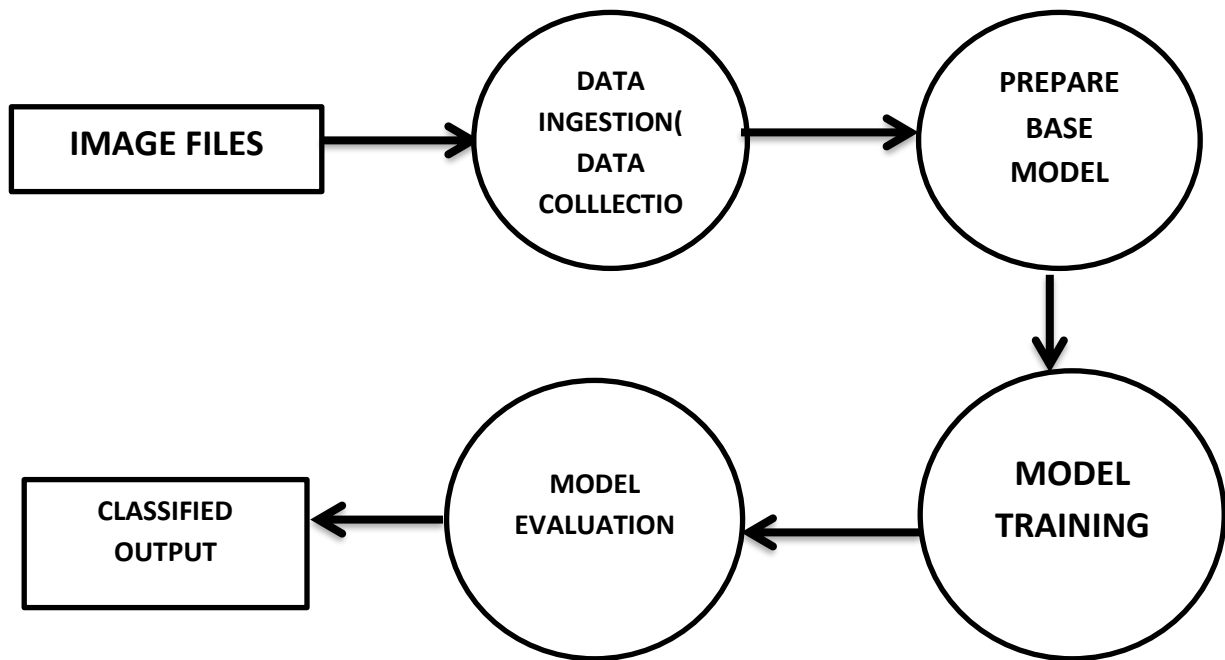 IMAGE FILES
DATA
INGESTION(
DATA
COLLLECTIO
PREPARE
BASE
MODEL
MODEL
TRAINING
MODEL
EVALUATION
CLASSIFIED
OUTPUT